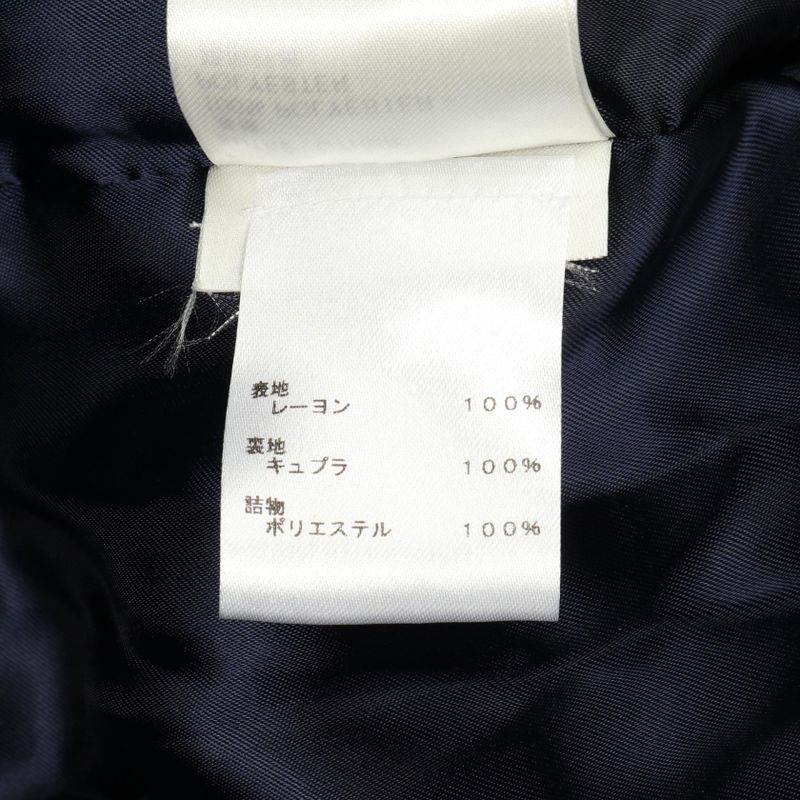 表地
レーヨン 100%
裏地
キュプラ 100%
詰物
ポリエステル 100%